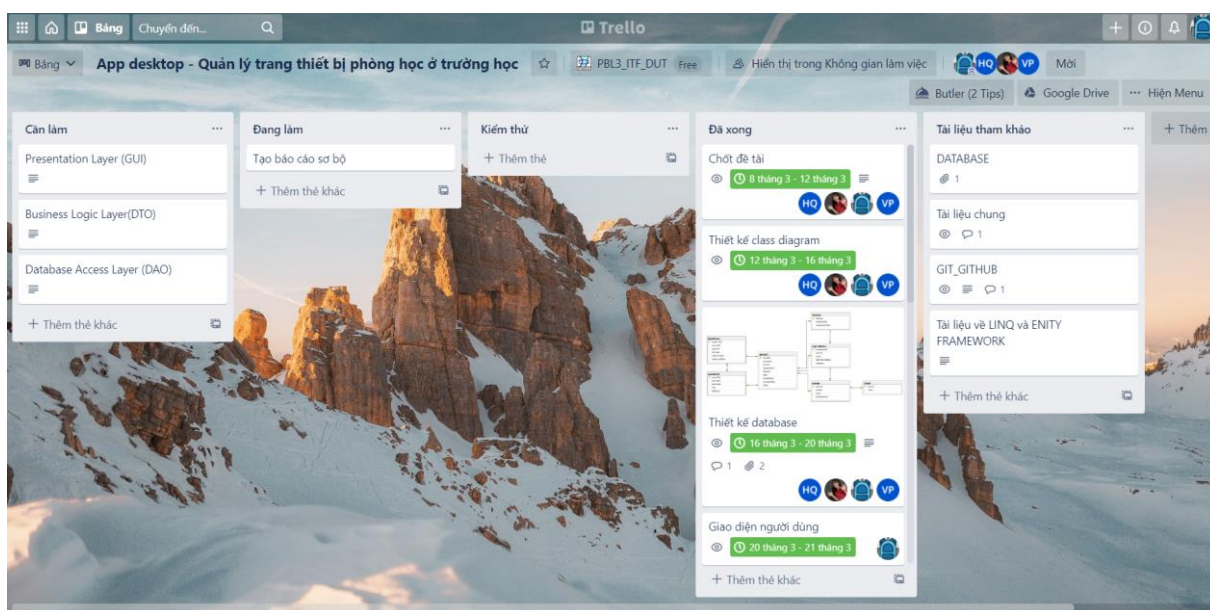 Bảng
Chuyển đến...
Trello
Bảng
App desktop - Quản lý trang thiết bị phòng học ở trường học
PBL3_ITF_DUT Free
Hiển thị trong Không gian làm việc
HQ
VP
Mời
Butler (2 Tips)
Google Drive
Hiện Menu
Cần làm
Presentation Layer (GUI)
Business Logic Layer(DTO)
Database Access Layer (DAO)
+ Thêm thẻ khác
Đang làm
Tạo báo cáo sơ bộ
+ Thêm thẻ khác
Kiểm thử
+ Thêm thẻ
Đã xong
Chốt đề tài
8 tháng 3 - 12 tháng 3
HQ
VP
Thiết kế class diagram
12 tháng 3 - 16 tháng 3
HQ
VP
Thiết kế database
16 tháng 3 - 20 tháng 3
1
2
HQ
VP
Giao diện người dùng
20 tháng 3 - 21 tháng 3
+ Thêm thẻ khác
Tài liệu tham khảo
DATABASE
1
Tài liệu chung
1
GIT_GITHUB
1
Tài liệu về LINQ và ENITY
FRAMEWORK
+ Thêm thẻ khác
+ Thêm